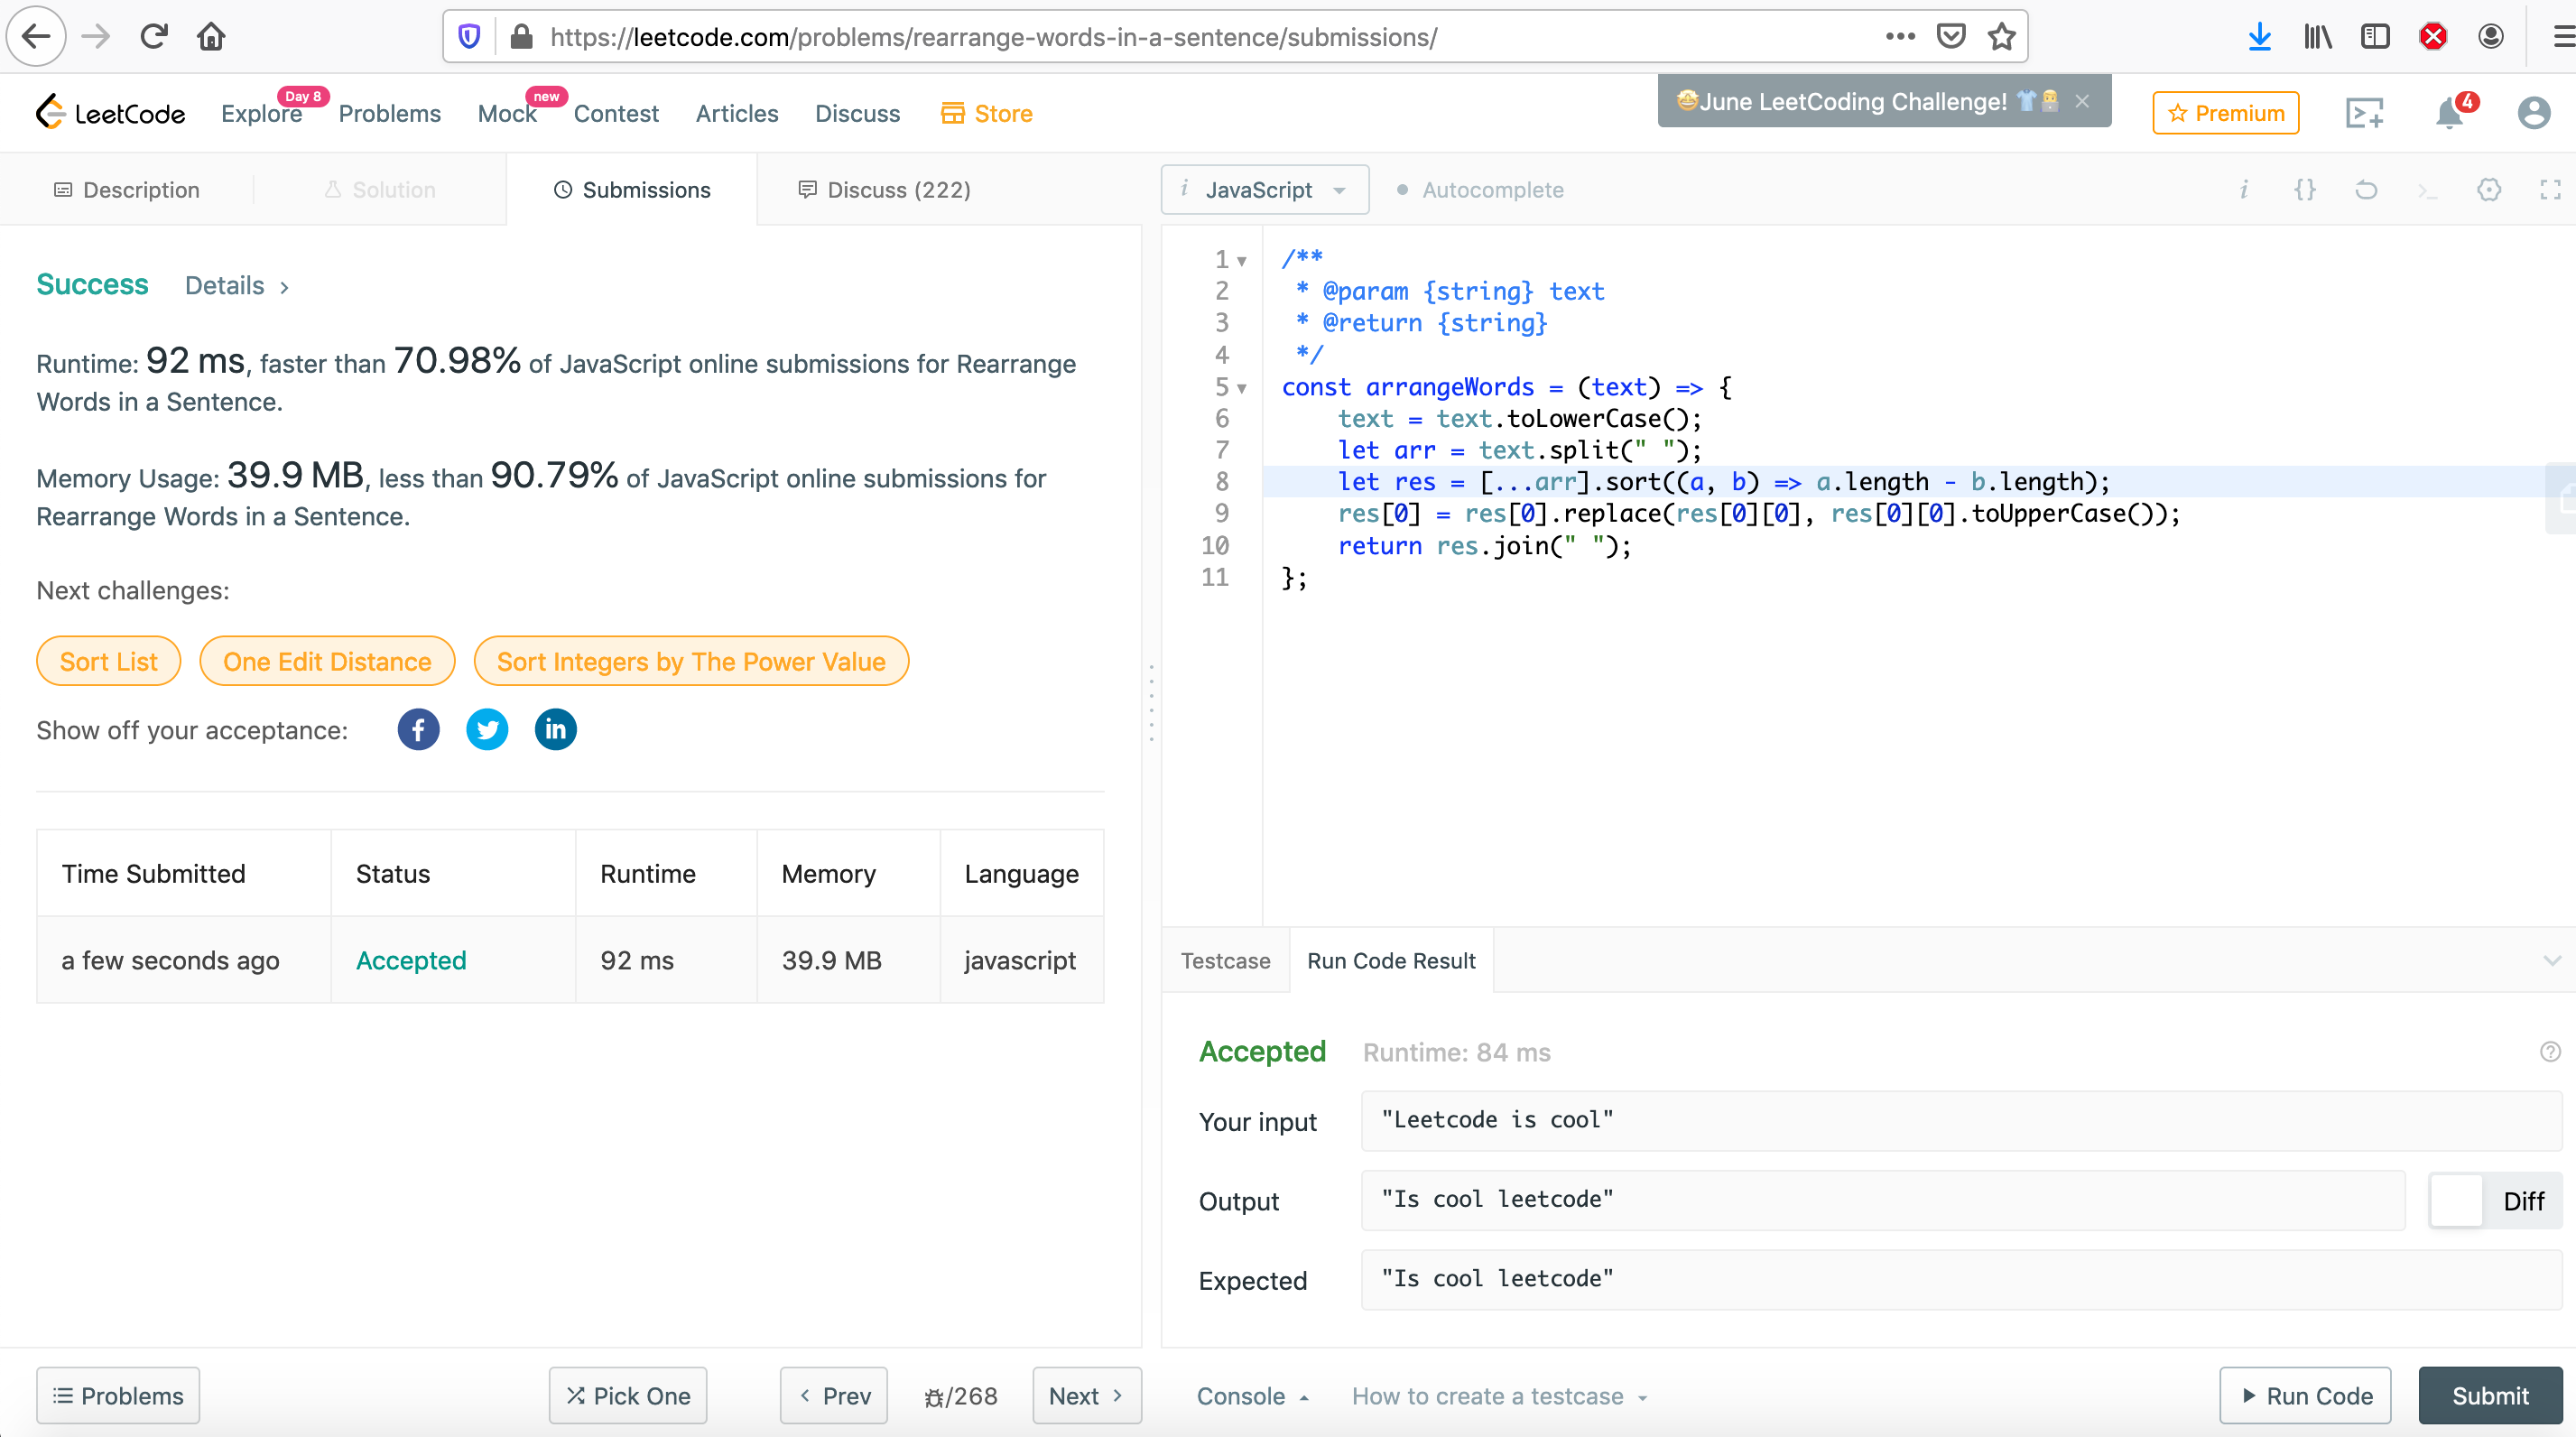 https://leetcode.com/problems/rearrange-words-in-a-sentence/submissions/
LeetCode
Explore
Day 8
Problems
Mock
new
Contest
Articles
Discuss
Store
🤩June LeetCoding Challenge!
Premium
4
Description
Solution
Submissions
Discuss (222)
i JavaScript
Autocomplete
Success
Details
Runtime: 92 ms, faster than 70.98% of JavaScript online submissions for Rearrange
Words in a Sentence.
Memory Usage: 39.9 MB, less than 90.79% of JavaScript online submissions for
Rearrange Words in a Sentence.
Next challenges:
Sort List
One Edit Distance
Sort Integers by The Power Value
Show off your acceptance:
Time Submitted Status Runtime Memory Language
a few seconds ago Accepted 92 ms 39.9 MB javascript
1 /**
2 * @param {string} text
3 * @return {string}
4 */
5 const arrangeWords = (text) => {
6 text = text.toLowerCase();
7 let arr = text.split(" ");
8 let res = [...arr].sort((a, b) => a.length - b.length);
9 res[0] = res[0].replace(res[0][0], res[0][0].toUpperCase());
10 return res.join(" ");
11 };
Testcase
Run Code Result
Accepted Runtime: 84 ms
Your input "Leetcode is cool"
Output "Is cool leetcode"
Diff
Expected "Is cool leetcode"
Problems
Pick One
Prev
/268
Next
Console
How to create a testcase
Run Code
Submit